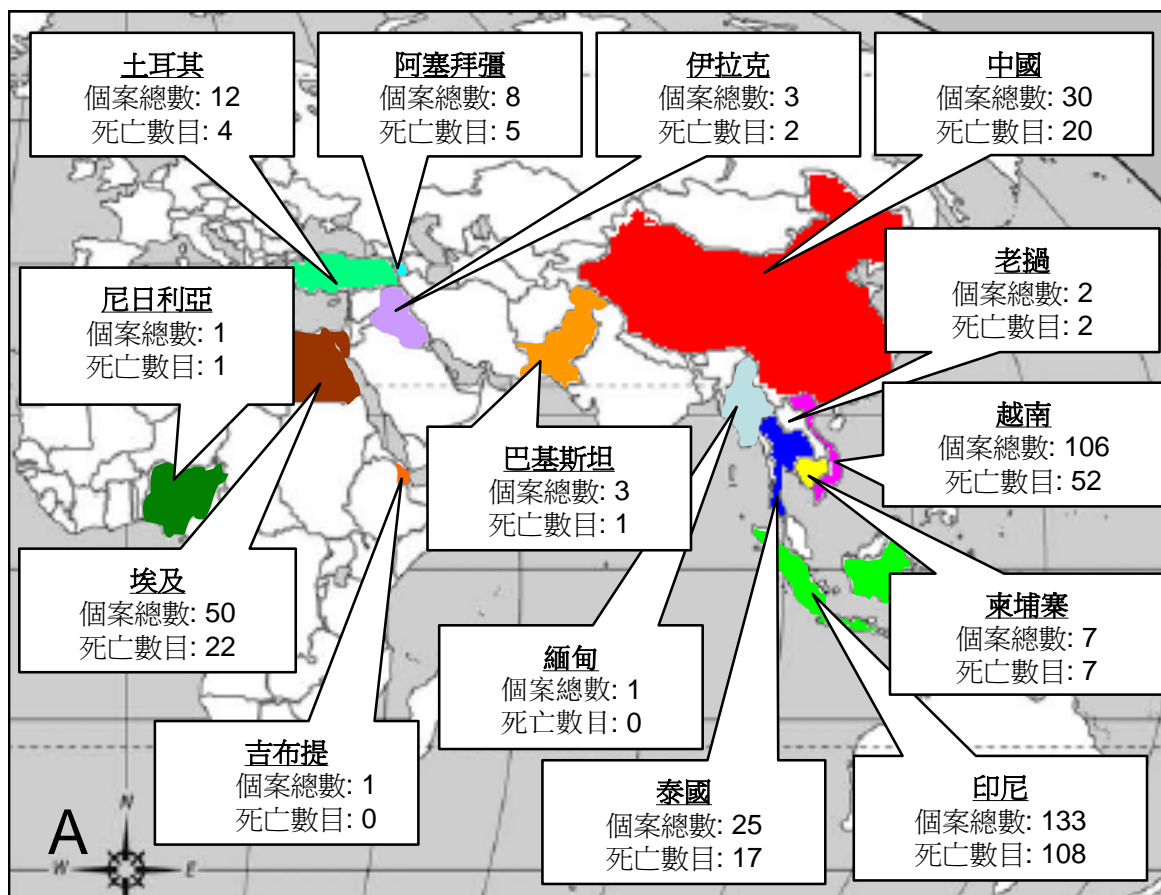 土耳其
個案總數: 12
死亡數目: 4
阿塞拜彊
個案總數: 8
死亡數目: 5
伊拉克
個案總數: 3
死亡數目: 2
中國
個案總數: 30
死亡數目: 20
尼日利亞
個案總數: 1
死亡數目: 1
老撾
個案總數: 2
死亡數目: 2
巴基斯坦
個案總數: 3
死亡數目: 1
越南
個案總數: 106
死亡數目: 52
埃及
個案總數: 50
死亡數目: 22
緬甸
個案總數: 1
死亡數目: 0
柬埔寨
個案總數: 7
死亡數目: 7
吉布提
個案總數: 1
死亡數目: 0
泰國
個案總數: 25
死亡數目: 17
印尼
個案總數: 133
死亡數目: 108
A
N
W
E